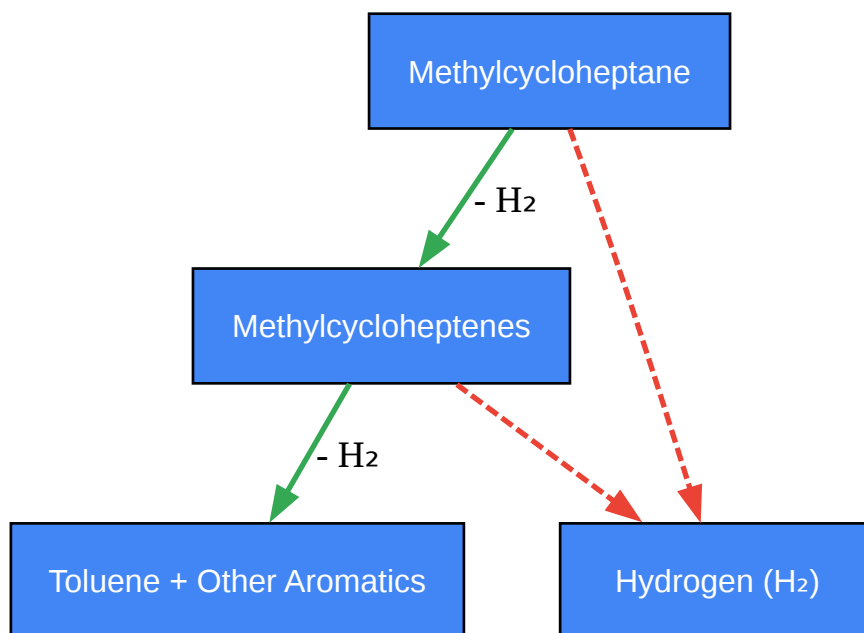 Methylcycloheptane
- H₂
Methylcycloheptenes
- H₂
Toluene + Other Aromatics
Hydrogen (H₂)